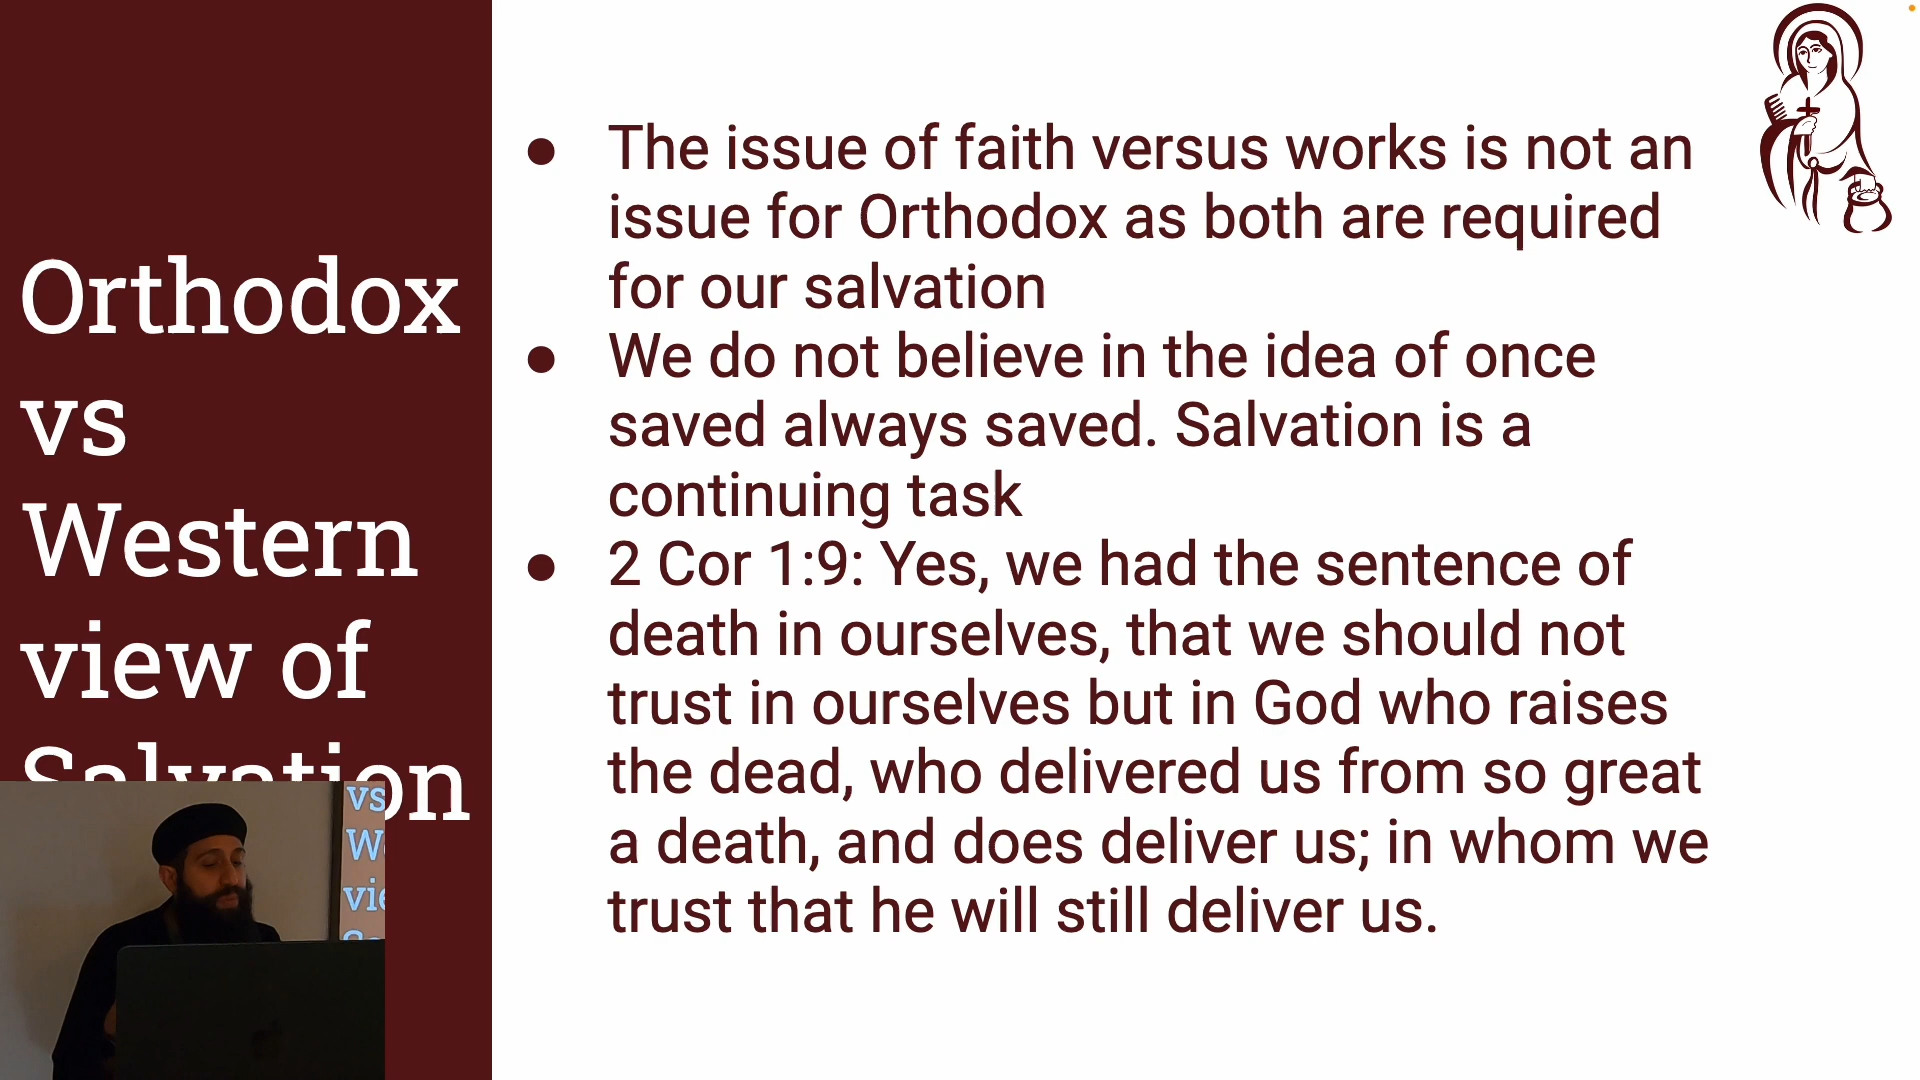 Orthodox
vs
Western
view of
Salvation
● The issue of faith versus works is not an
issue for Orthodox as both are required
for our salvation
● We do not believe in the idea of once
saved always saved. Salvation is a
continuing task
● 2 Cor 1:9: Yes, we had the sentence of
death in ourselves, that we should not
trust in ourselves but in God who raises
the dead, who delivered us from so great
a death, and does deliver us; in whom we
trust that he will still deliver us.
vs